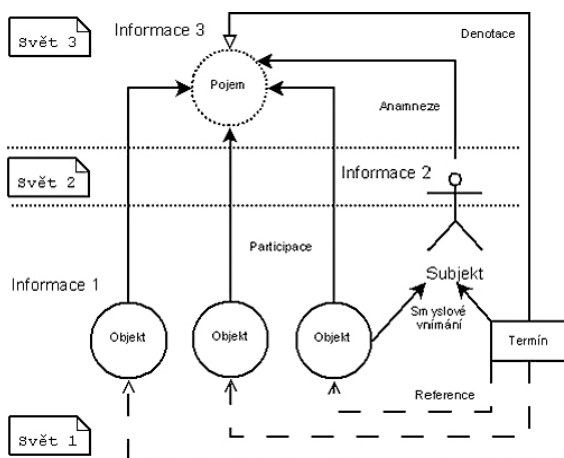 Informace 3
Denotace
Svět 3
Pojem
Anamneze
Informace 2
Svět 2
Participace
Subjekt
Informace 1
Smyslové
vnímání
Objekt
Objekt
Objekt
Termín
Reference
Svět 1